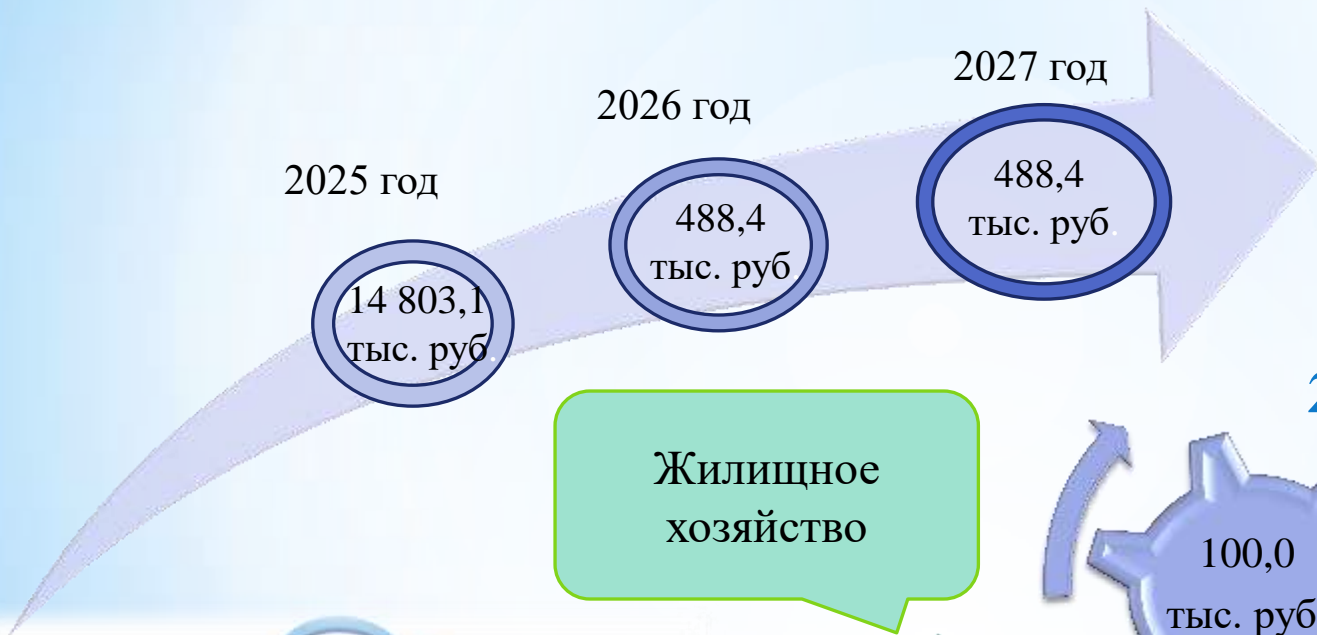 2027 год
2026 год
2025 год
488,4
тыс. руб.
488,4
тыс. руб
14 803,1
тыс. руб.
Жилищное
хозяйство
100,0
тыс. руб